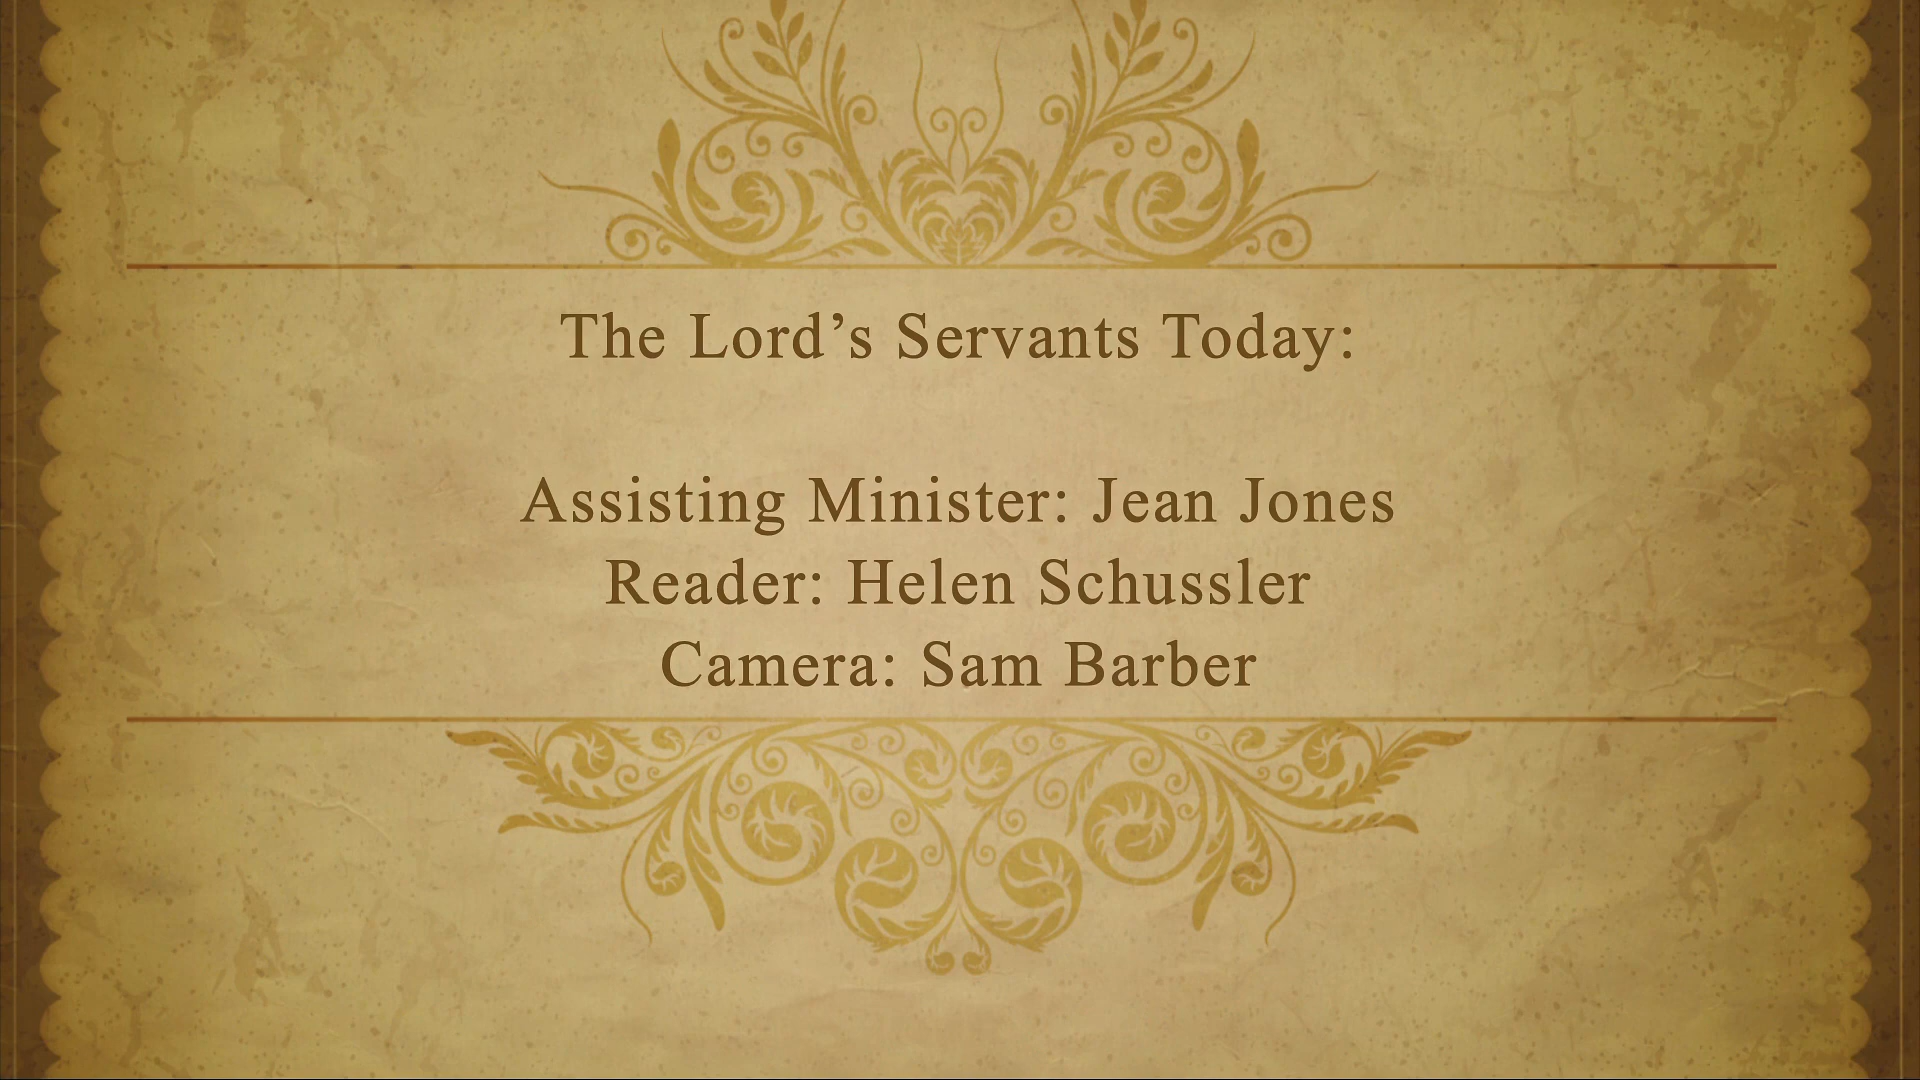 The Lord’s Servants Today:
Assisting Minister: Jean Jones
Reader: Helen Schussler
Camera: Sam Barber